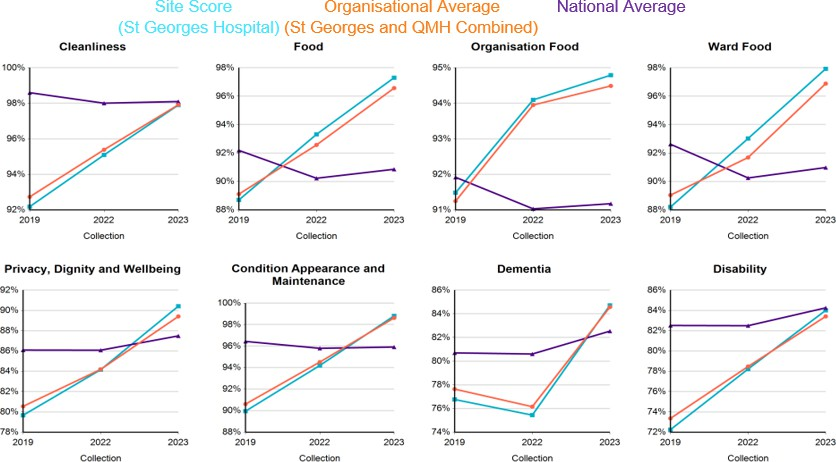 Site Score Organisational Average National Average
(St Georges Hospital) (St Georges and QMH Combined)
Cleanliness
100%
98%
96%
94%
92%
2019 2022 2023
Collection
Food
98%
96%
94%
92%
90%
88%
2019 2022 2023
Collection
Organisation Food
95%
94%
93%
92%
91%
2019 2022 2023
Collection
Ward Food
98%
96%
94%
92%
90%
88%
2019 2022 2023
Collection
Privacy, Dignity and Wellbeing
92%
90%
88%
86%
84%
82%
80%
78%
2019 2022 2023
Collection
Condition Appearance and
Maintenance
100%
98%
96%
94%
92%
90%
88%
2019 2022 2023
Collection
Dementia
86%
84%
82%
80%
78%
76%
74%
2019 2022 2023
Collection
Disability
86%
84%
82%
80%
78%
76%
74%
72%
2019 2022 2023
Collection